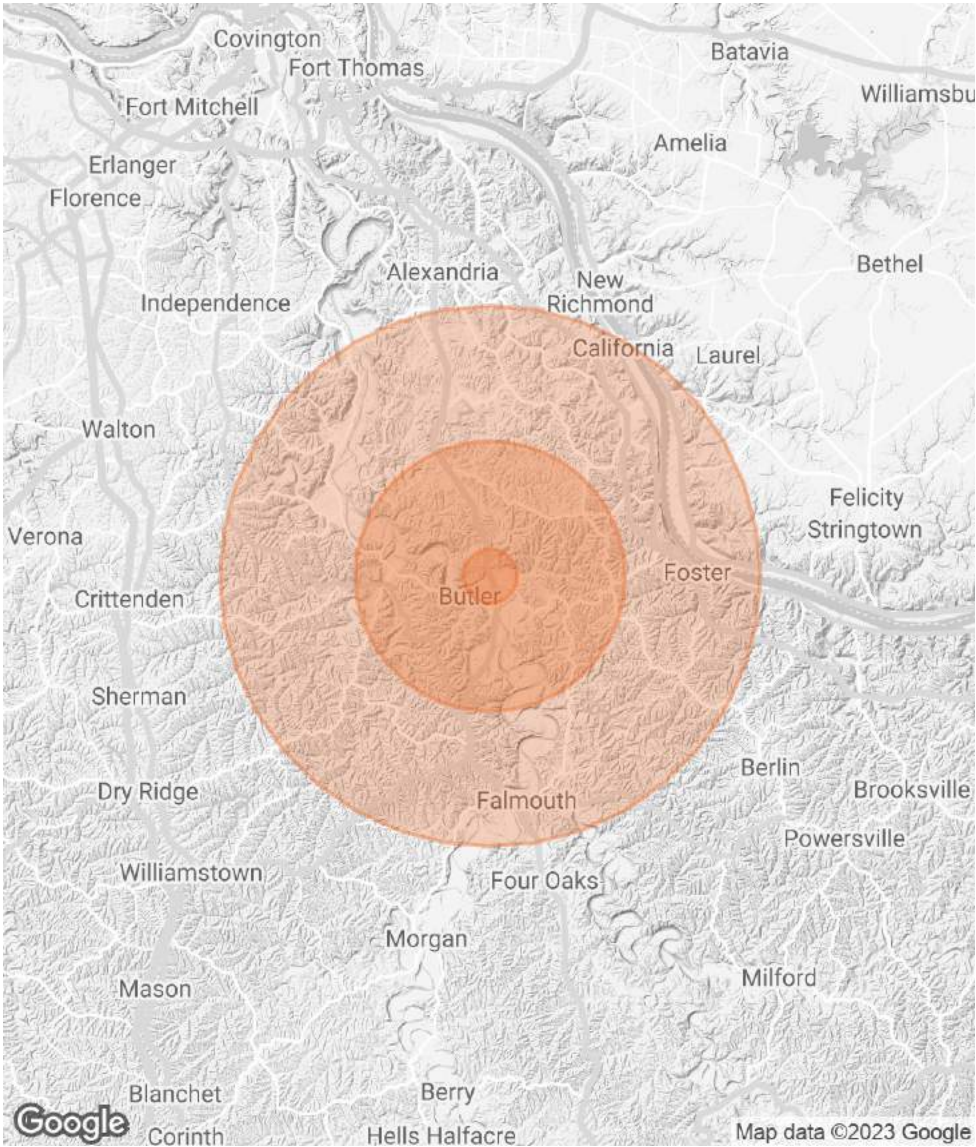 Covington
Batavia
Fort Thomas
Williamsbu
Fort Mitchell
Amelia
Erlanger
Florence
Bethel
Alexandria
New
Richmond
Independence
California
Laurel
Walton
Felicity
Stringtown
Verona
Foster
Crittenden
Butler
Sherman
Berlin
Dry Ridge
Brooksville
Falmouth
Powersville
Williamstown
Four Oaks
Morgan
Milford
Mason
Blanchet
Berry
Google
Corinth
Hells Halfacre
Map data ©2023 Google